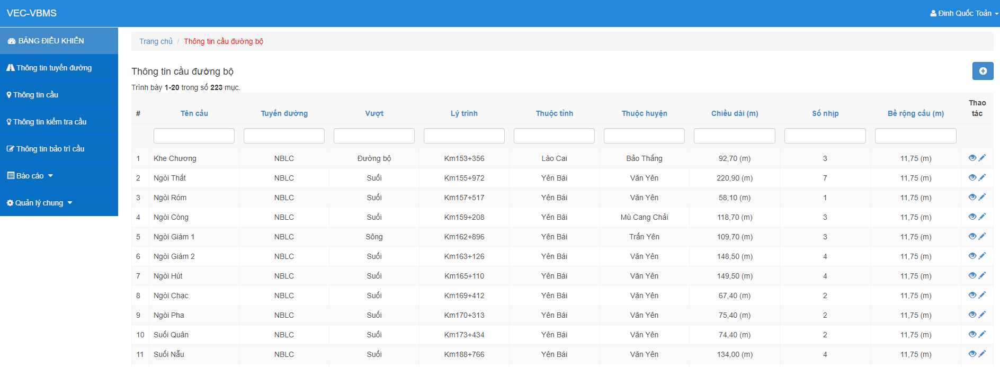 VEC-VBMS
Đinh Quốc Toản
BẢNG ĐIỀU KHIỂN
Thông tin tuyến đường
Thông tin cầu
Thông tin kiểm tra cầu
Thông tin bảo trì cầu
Báo cáo
Quản lý chung
Trang chủ / Thông tin cầu đường bộ
Thông tin cầu đường bộ
Trình bày 1-20 trong số 223 mục.
# Tên cầu Tuyến đường Vượt Lý trình Thuộc tỉnh Thuộc huyện Chiều dài (m) Số nhịp Bề rộng cầu (m) Thao tác
1 Khe Chương NBLC Đường bộ Km153+356 Lào Cai Bảo Thắng 92,70 (m) 3 11,75 (m)
2 Ngòi Thắt NBLC Suối Km155+972 Yên Bái Văn Yên 220,90 (m) 7 11,75 (m)
3 Ngòi Róm NBLC Suối Km157+517 Yên Bái Văn Yên 58,10 (m) 1 11,75 (m)
4 Ngòi Còng NBLC Suối Km159+208 Yên Bái Mù Cang Chải 118,70 (m) 3 11,75 (m)
5 Ngòi Giám 1 NBLC Sông Km162+896 Yên Bái Trấn Yên 109,70 (m) 3 11,75 (m)
6 Ngòi Giám 2 NBLC Suối Km163+126 Yên Bái Văn Yên 148,50 (m) 4 11,75 (m)
7 Ngòi Hút NBLC Suối Km165+110 Yên Bái Văn Yên 149,50 (m) 4 11,75 (m)
8 Ngòi Chạc NBLC Suối Km169+412 Yên Bái Văn Yên 67,40 (m) 2 11,75 (m)
9 Ngòi Pha NBLC Suối Km170+313 Yên Bái Văn Yên 75,40 (m) 2 11,75 (m)
10 Suối Quân NBLC Suối Km173+434 Yên Bái Văn Yên 74,40 (m) 2 11,75 (m)
11 Suối Nẫu NBLC Suối Km188+766 Yên Bái Văn Yên 134,00 (m) 4 11,75 (m)